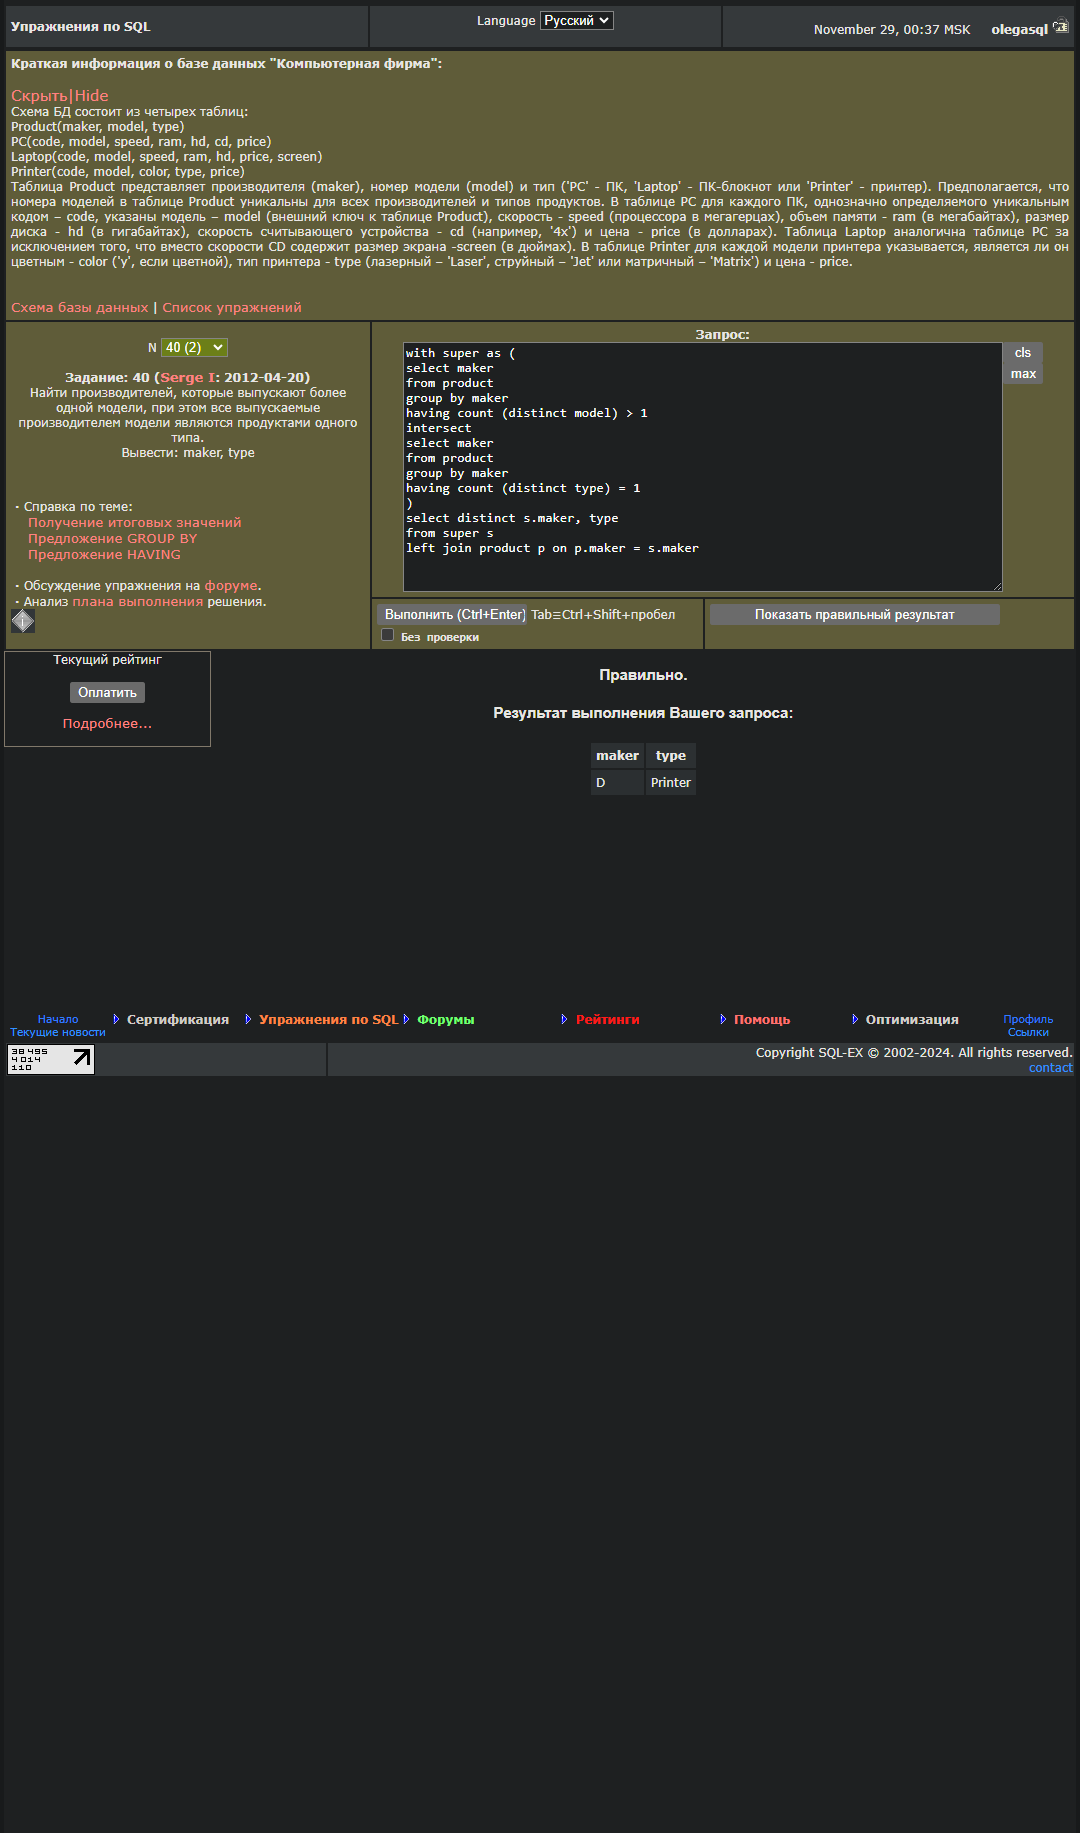 Упражнения по SQL
Language Русский
November 29, 00:37 MSK olegasql
Краткая информация о базе данных "Компьютерная фирма":
Скрыть|Hide
Схема БД состоит из четырех таблиц:
Product(maker, model, type)
PC(code, model, speed, ram, hd, cd, price)
Laptop(code, model, speed, ram, hd, price, screen)
Printer(code, model, color, type, price)
Таблица Product представляет производителя (maker), номер модели (model) и тип ('PC' - ПК, 'Laptop' - ПК-блокнот или 'Printer' - принтер). Предполагается, что
номера моделей в таблице Product уникальны для всех производителей и типов продуктов. В таблице PC для каждого ПК, однозначно определяемого уникальным
кодом – code, указаны модель – model (внешний ключ к таблице Product), скорость - speed (процессора в мегагерцах), объем памяти - ram (в мегабайтах), размер
диска - hd (в гигабайтах), скорость считывающего устройства - cd (например, '4x') и цена - price (в долларах). Таблица Laptop аналогична таблице РС за
исключением того, что вместо скорости CD содержит размер экрана -screen (в дюймах). В таблице Printer для каждой модели принтера указывается, является ли он
цветным - color ('y', если цветной), тип принтера - type (лазерный – 'Laser', струйный – 'Jet' или матричный – 'Matrix') и цена - price.
Схема базы данных | Список упражнений
N 40 (2)
Задание: 40 (Serge I: 2012-04-20)
Найти производителей, которые выпускают более
одной модели, при этом все выпускаемые
производителем модели являются продуктами одного
типа.
Вывести: maker, type
· Справка по теме:
Получение итоговых значений
Предложение GROUP BY
Предложение HAVING
· Обсуждение упражнения на форуме.
· Анализ плана выполнения решения.
Запрос:
with super as (
select maker
from product
group by maker
having count (distinct model) > 1
intersect
select maker
from product
group by maker
having count (distinct type) = 1
)
select distinct s.maker, type
from super s
left join product p on p.maker = s.maker
cls
max
Выполнить (Ctrl+Enter) Tab≡Ctrl+Shift+пробел
Без проверки
Показать правильный результат
Текущий рейтинг
Оплатить
Подробнее...
Правильно.
Результат выполнения Вашего запроса:
maker type
D Printer
Начало
Текущие новости
Сертификация
Упражнения по SQL
Форумы
Рейтинги
Помощь
Оптимизация
Профиль
Ссылки
38 495
4 014
110
Copyright SQL-EX © 2002-2024. All rights reserved.
contact